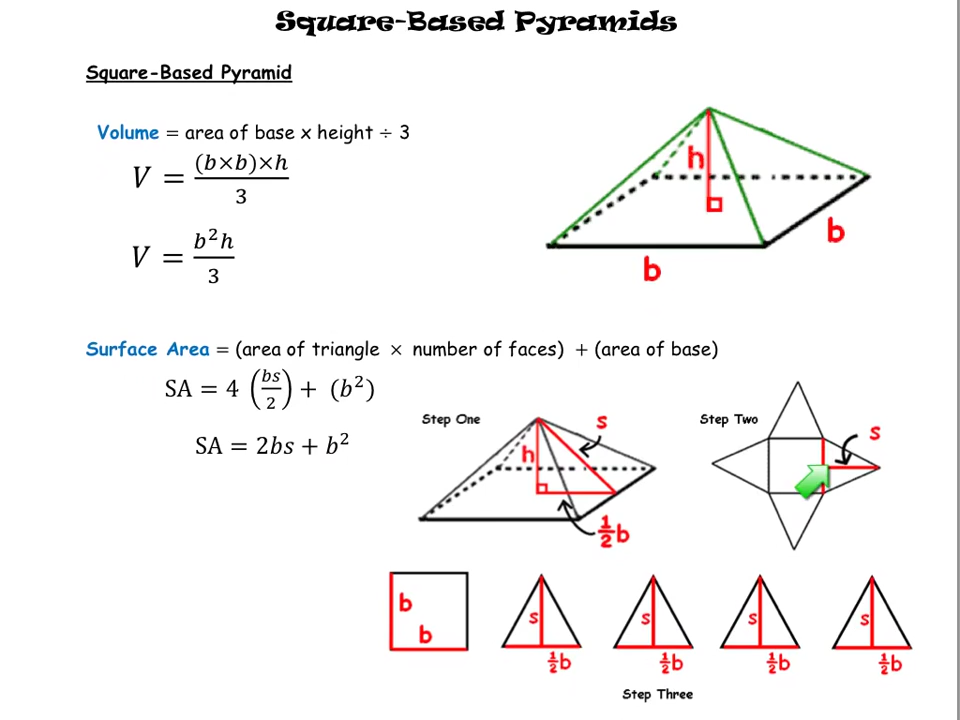 Square-Based Pyramids
Square-Based Pyramid
Volume = area of base x height ÷ 3
V = (b×b)×h / 3
h
b
b
V = b²h / 3
Surface Area = (area of triangle × number of faces) + (area of base)
SA = 4 (bs/2) + (b²)
SA = 2bs + b²
Step One
s
h
½b
Step Two
s
b
b
s
½b
s
½b
s
½b
s
½b
Step Three